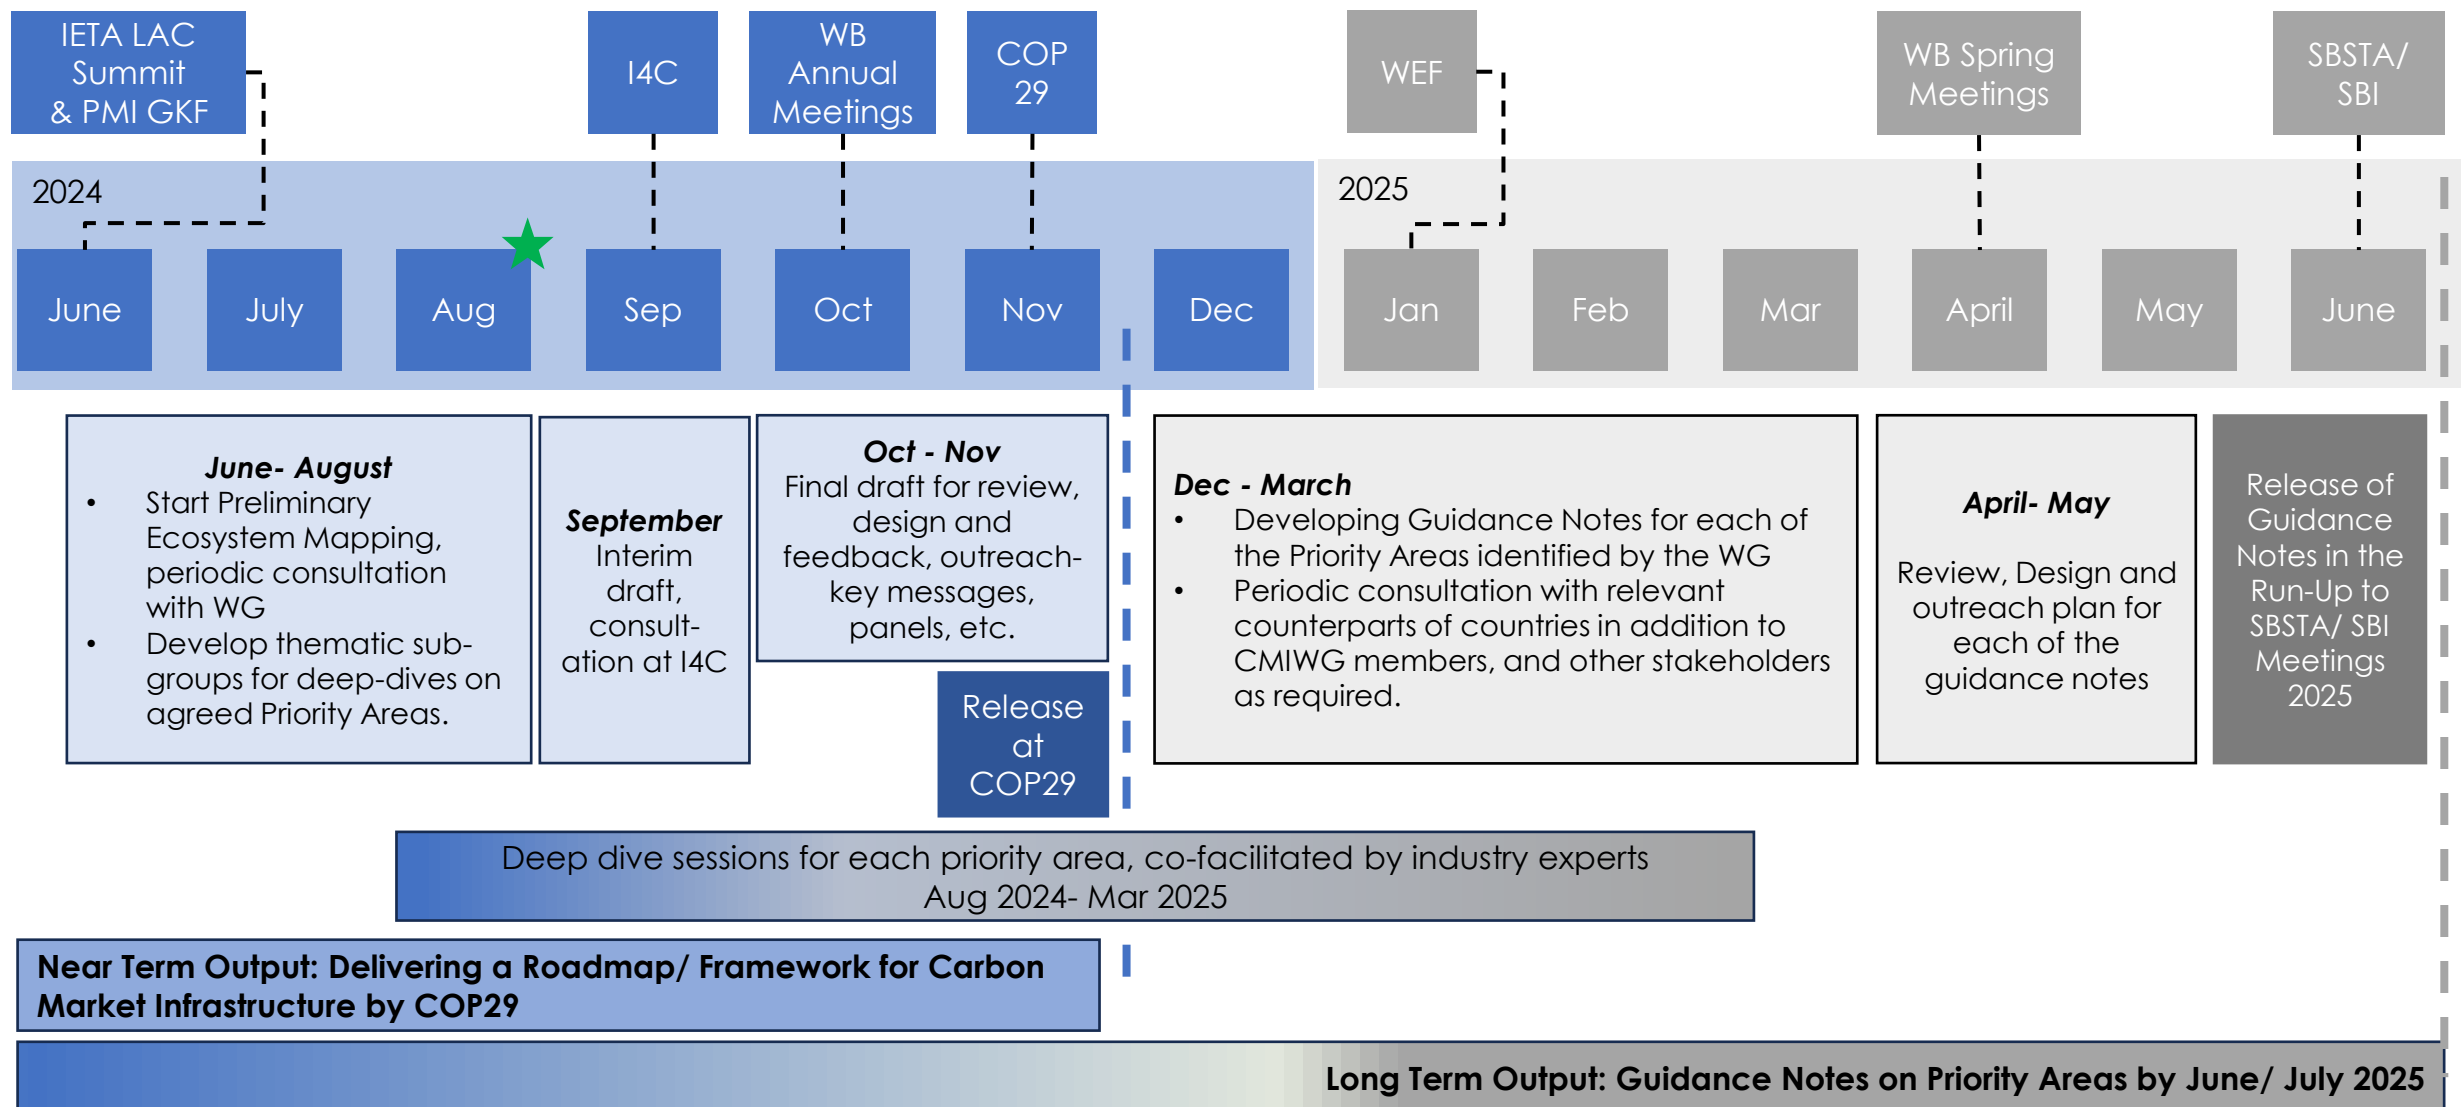 IETA LAC
Summit
& PMI GKF
I4C
WB
Annual
Meetings
COP
29
WEF
WB Spring
Meetings
SBSTA/
SBI
2024
2025
June
July
Aug
Sep
Oct
Nov
Dec
Jan
Feb
Mar
April
May
June
June- August
• Start Preliminary
Ecosystem Mapping,
periodic consultation
with WG
• Develop thematic sub-
groups for deep-dives on
agreed Priority Areas.
September
Interim
draft,
consult-
ation at I4C
Oct - Nov
Final draft for review,
design and
feedback, outreach-
key messages,
panels, etc.
Release
at
COP29
Dec - March
• Developing Guidance Notes for each of
the Priority Areas identified by the WG
• Periodic consultation with relevant
counterparts of countries in addition to
CMIWG members, and other stakeholders
as required.
April- May
Review, Design and
outreach plan for
each of the
guidance notes
Release of
Guidance
Notes in the
Run-Up to
SBSTA/ SBI
Meetings
2025
Deep dive sessions for each priority area, co-facilitated by industry experts
Aug 2024- Mar 2025
Near Term Output: Delivering a Roadmap/ Framework for Carbon
Market Infrastructure by COP29
Long Term Output: Guidance Notes on Priority Areas by June/ July 2025